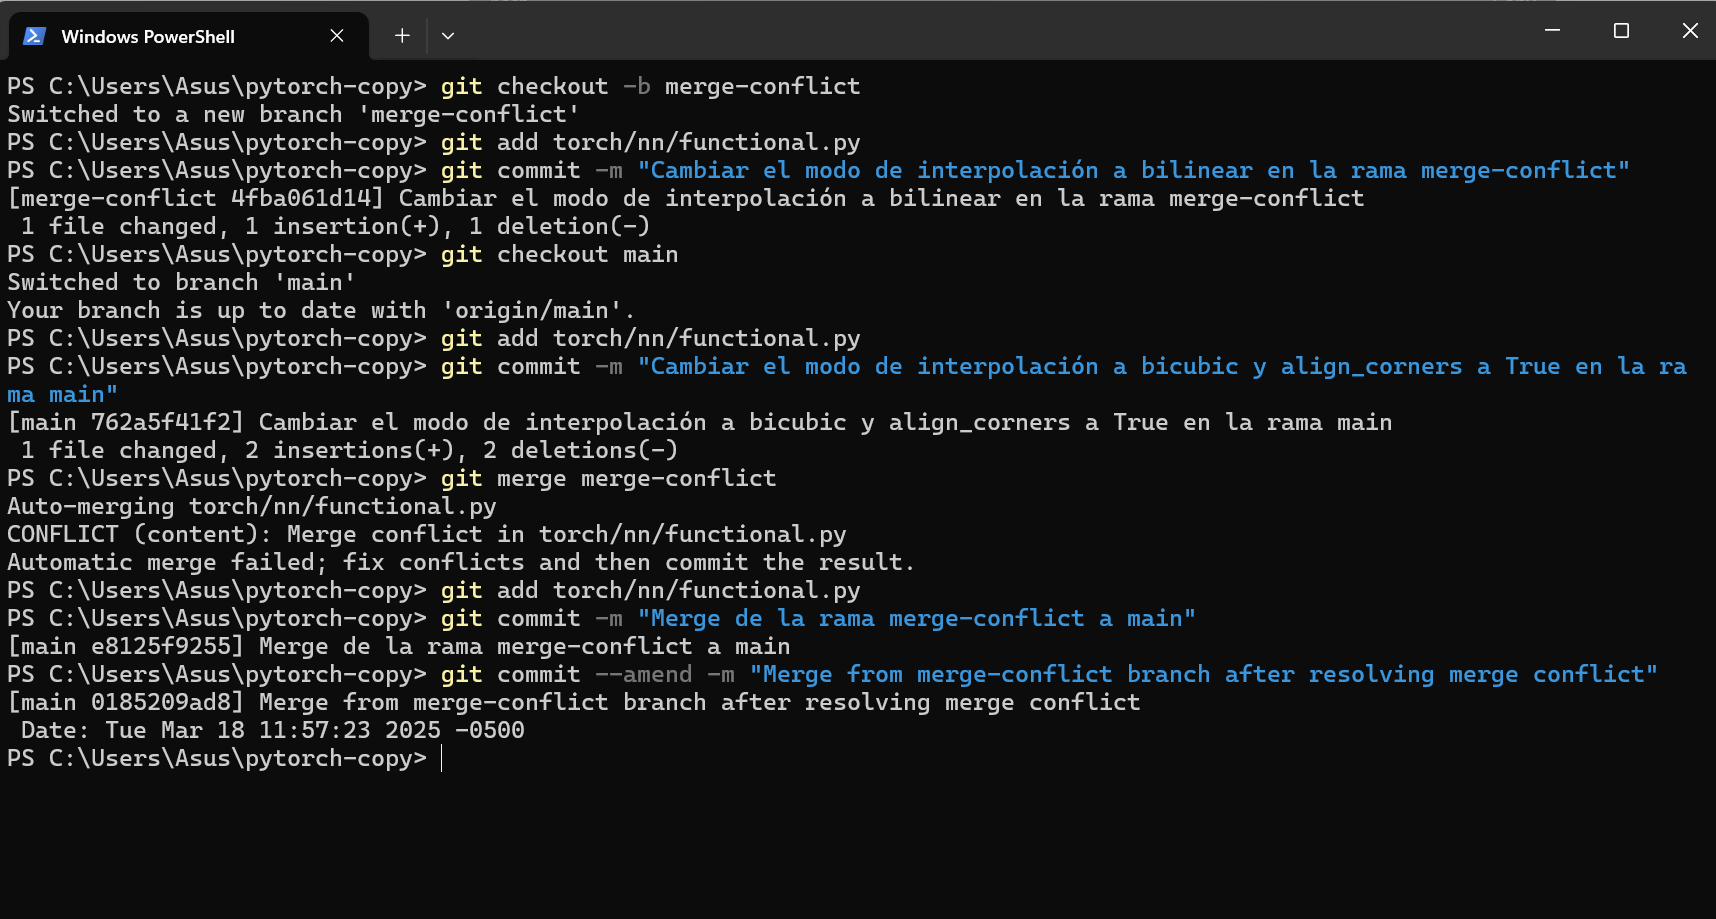 Windows PowerShell
PS C:\Users\Asus\pytorch-copy> git checkout -b merge-conflict
Switched to a new branch 'merge-conflict'
PS C:\Users\Asus\pytorch-copy> git add torch/nn/functional.py
PS C:\Users\Asus\pytorch-copy> git commit -m "Cambiar el modo de interpolación a bilinear en la rama merge-conflict"
[merge-conflict 4fba061d14] Cambiar el modo de interpolación a bilinear en la rama merge-conflict
 1 file changed, 1 insertion(+), 1 deletion(-)
PS C:\Users\Asus\pytorch-copy> git checkout main
Switched to branch 'main'
Your branch is up to date with 'origin/main'.
PS C:\Users\Asus\pytorch-copy> git add torch/nn/functional.py
PS C:\Users\Asus\pytorch-copy> git commit -m "Cambiar el modo de interpolación a bicubic y align_corners a True en la ra
ma main"
[main 762a5f41f2] Cambiar el modo de interpolación a bicubic y align_corners a True en la rama main
 1 file changed, 2 insertions(+), 2 deletions(-)
PS C:\Users\Asus\pytorch-copy> git merge merge-conflict
Auto-merging torch/nn/functional.py
CONFLICT (content): Merge conflict in torch/nn/functional.py
Automatic merge failed; fix conflicts and then commit the result.
PS C:\Users\Asus\pytorch-copy> git add torch/nn/functional.py
PS C:\Users\Asus\pytorch-copy> git commit -m "Merge de la rama merge-conflict a main"
[main e8125f9255] Merge de la rama merge-conflict a main
PS C:\Users\Asus\pytorch-copy> git commit --amend -m "Merge from merge-conflict branch after resolving merge conflict"
[main 0185209ad8] Merge from merge-conflict branch after resolving merge conflict
 Date: Tue Mar 18 11:57:23 2025 -0500
PS C:\Users\Asus\pytorch-copy>